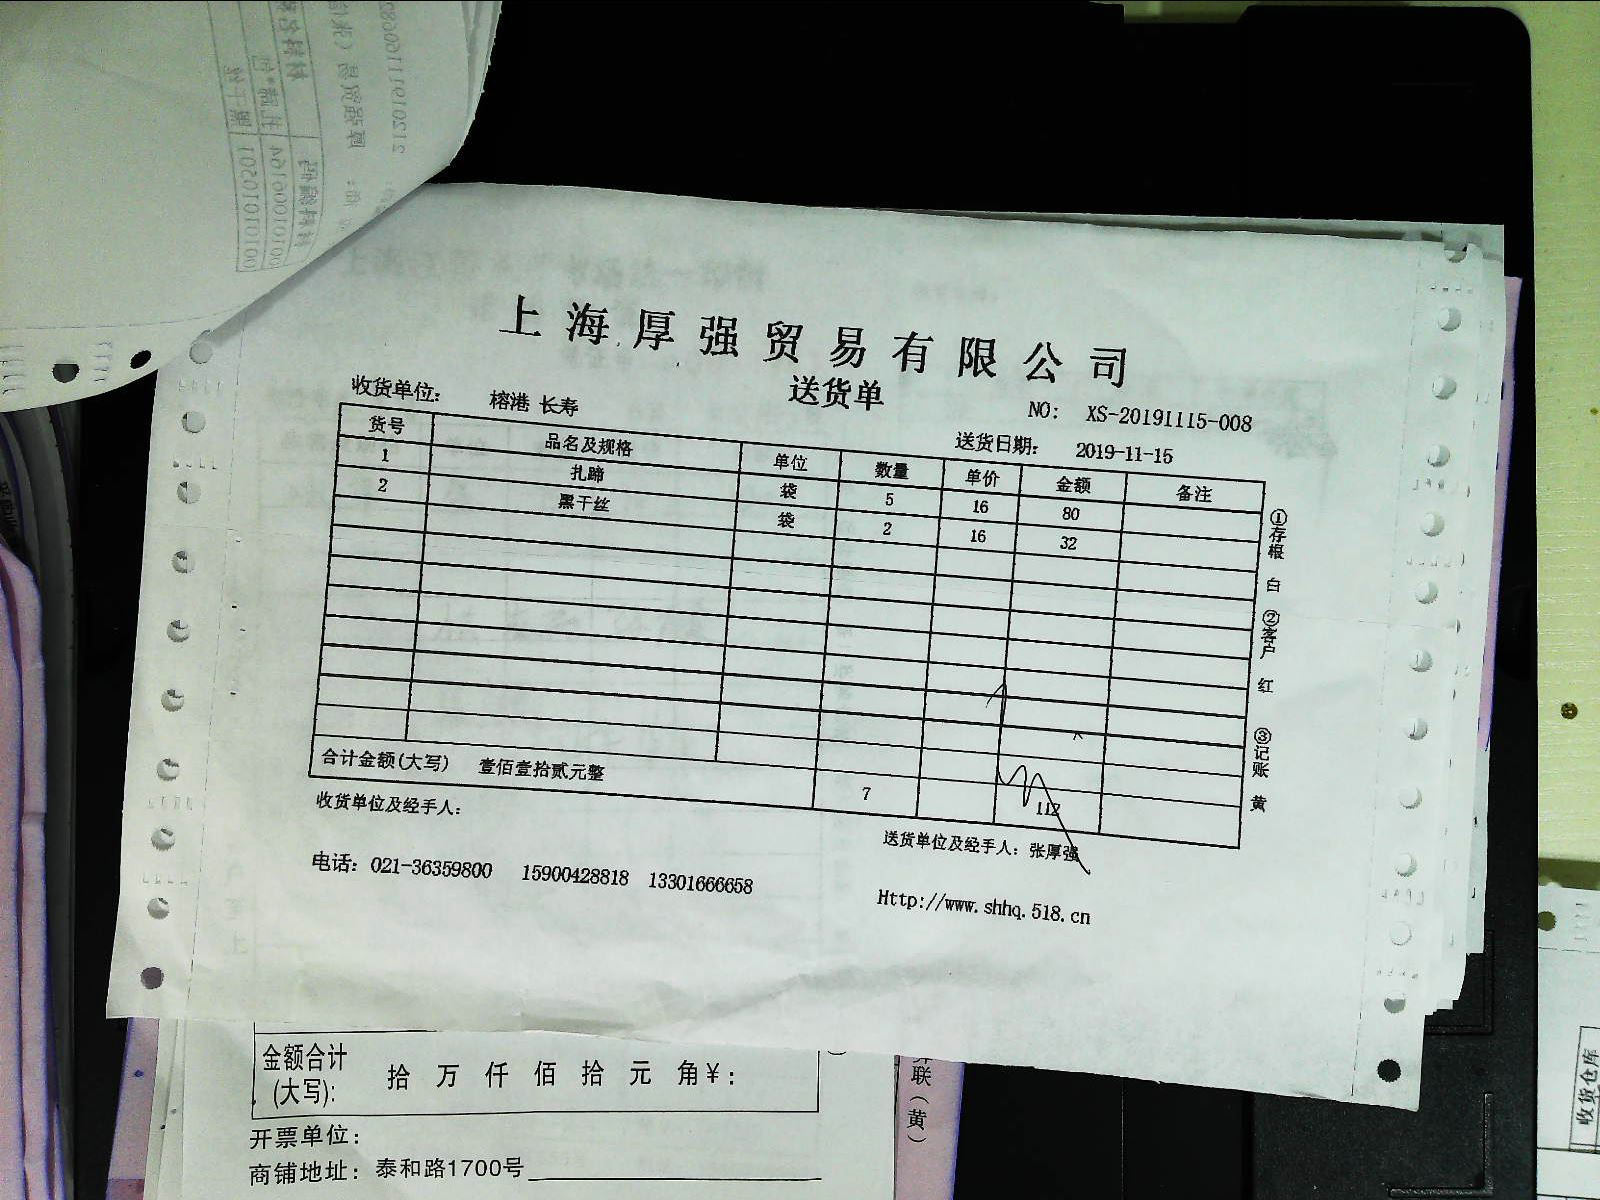 上海厚强贸易有限公司
送货单
收货单位： 榕港 长寿
NO: XS-20191115-008
送货日期： 2019-11-15
货号 品名及规格 单位 数量 单价 金额 备注
1 扎蹄 袋 5 16 80
2 黑干丝 袋 2 16 32
合计金额(大写) 壹佰壹拾贰元整 7 112
①存根 白 ②客户 红 ③记账 黄
收货单位及经手人：
送货单位及经手人：张厚强
电话：021-36359800 15900428818 13301666658
Http://www.shhq.518.cn
金额合计
(大写):
拾 万 仟 佰 拾 元 角￥:
联(黄)
开票单位：
商铺地址：泰和路1700号
收货仓库